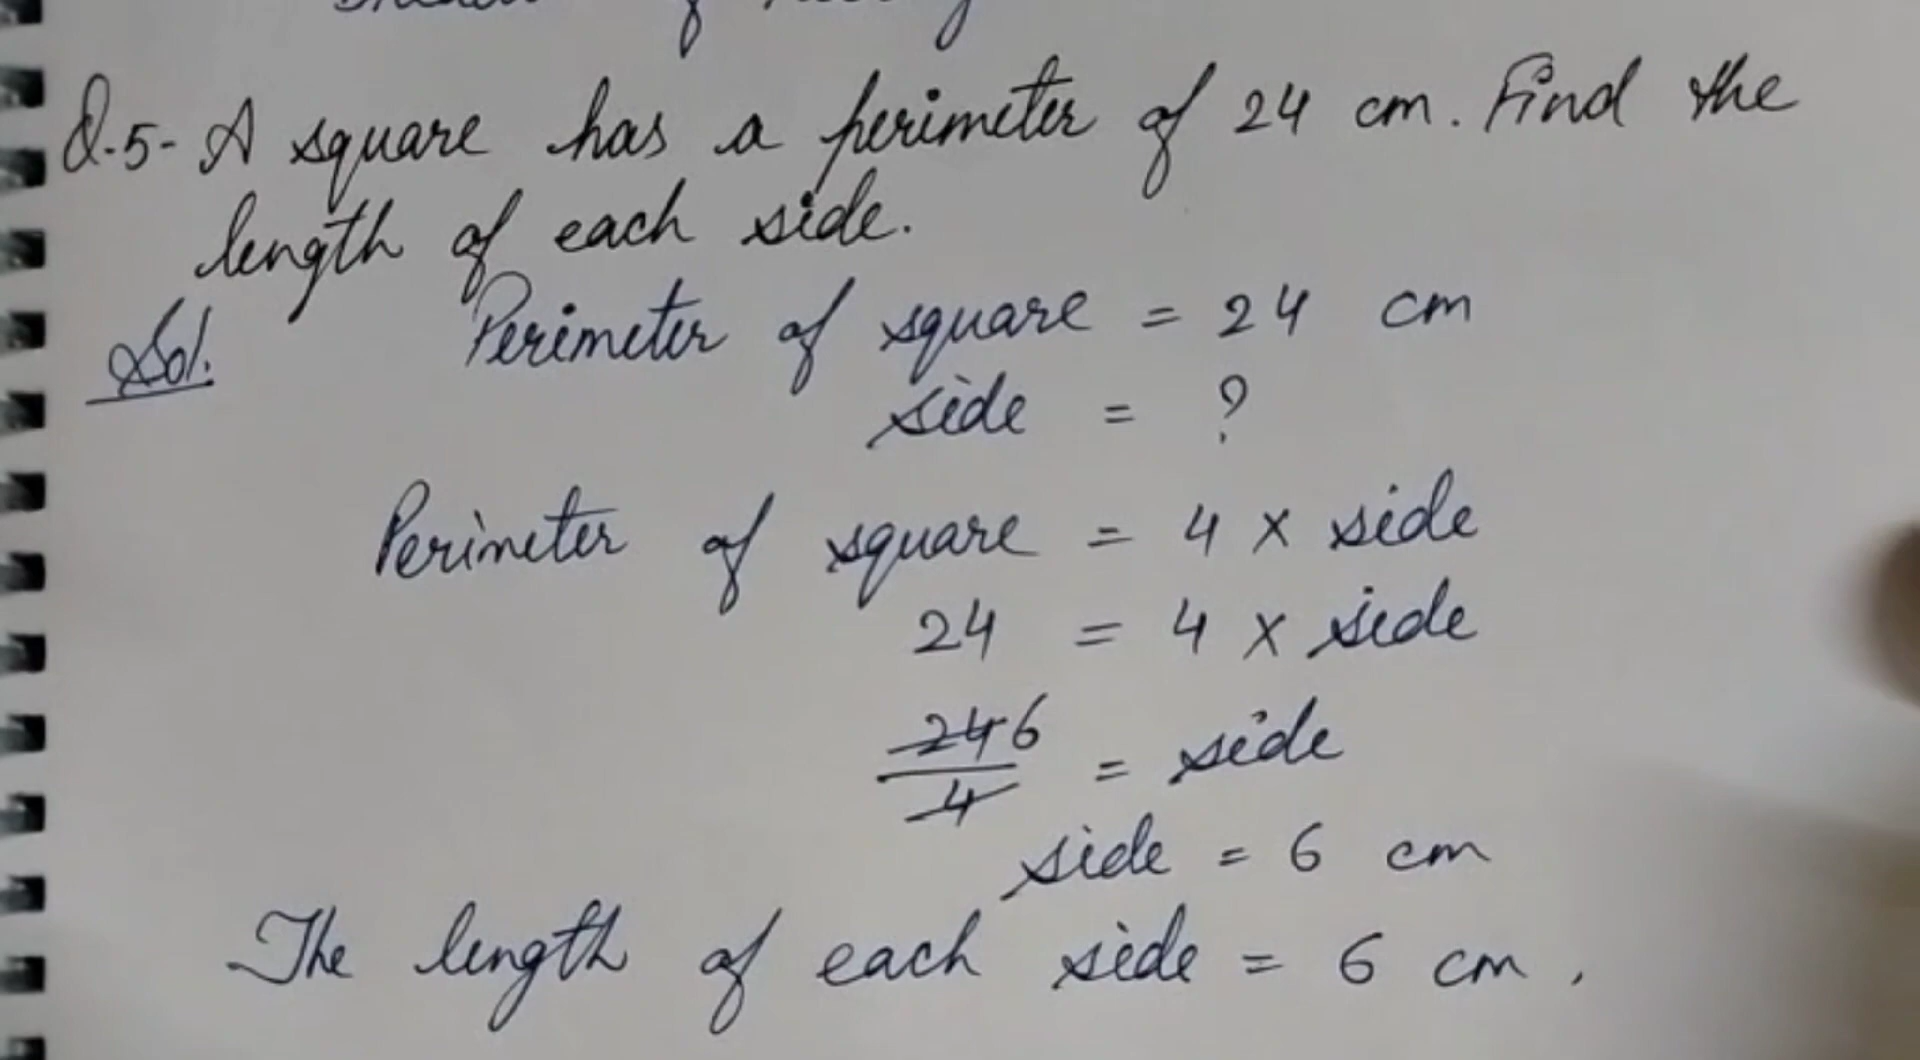 of
Q.5- A square has a perimeter of 24 cm. Find the
length of each side.
Sol. Perimeter of square = 24 cm
side = ?
Perimeter of square = 4 x side
24 = 4 x side
24 6
/4 = side
side = 6 cm
The length of each side = 6 cm.